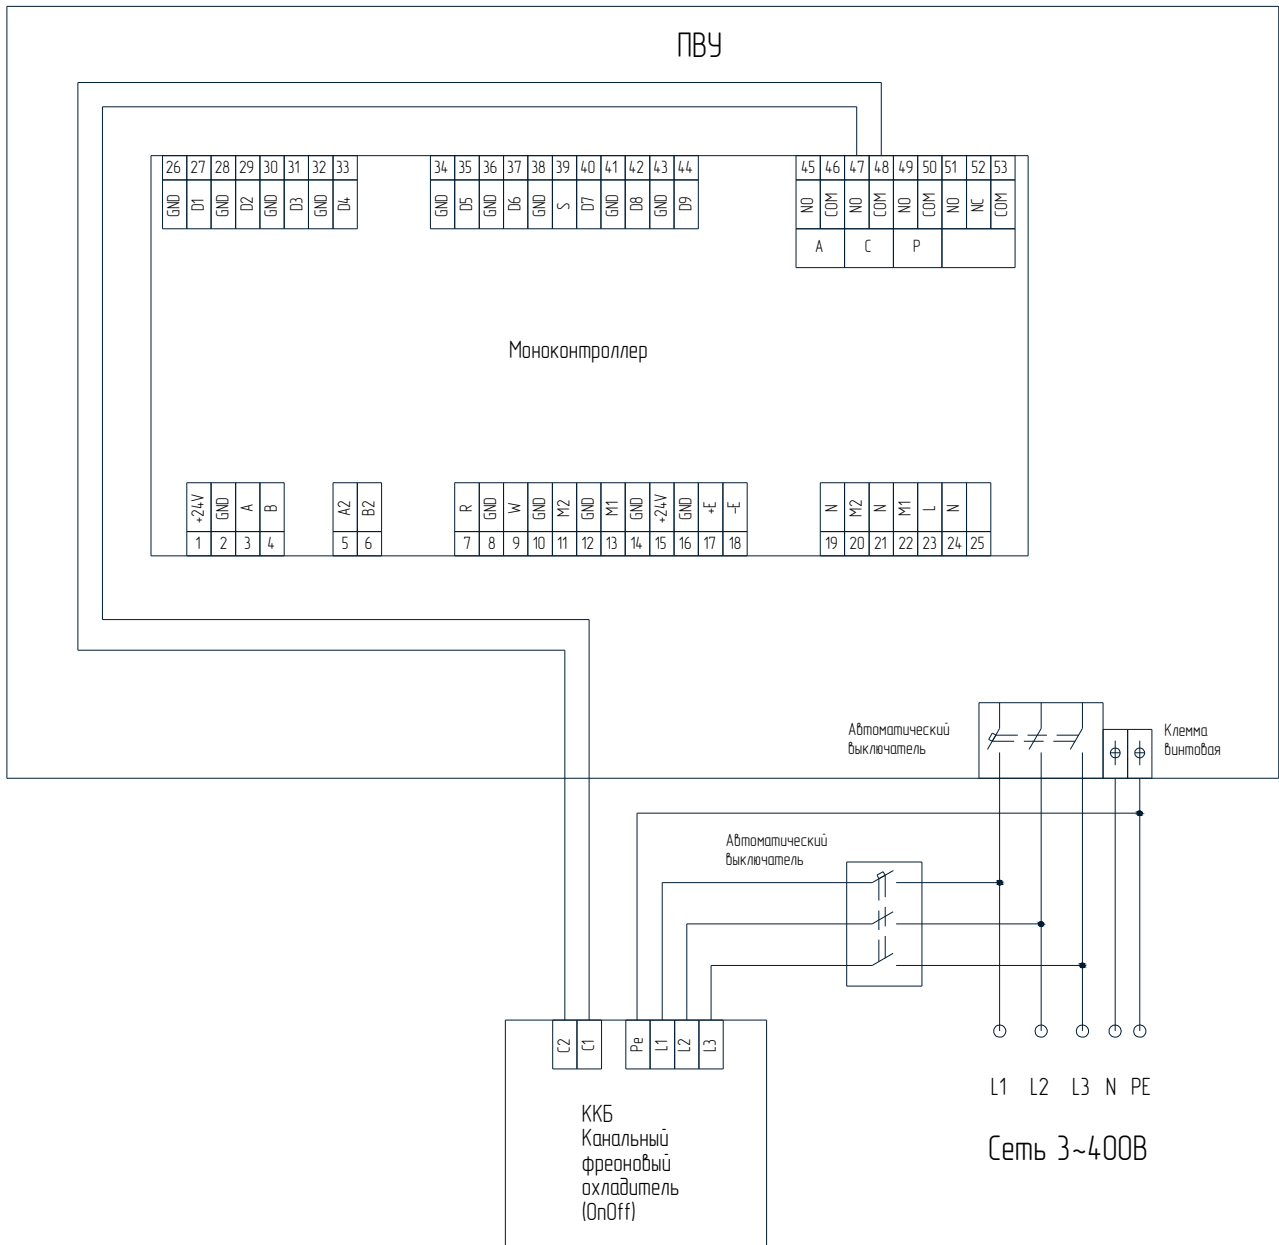 ПВУ
26 27 28 29 30 31 32 33
GND D1 GND D2 GND D3 GND D4
34 35 36 37 38 39 40 41 42 43 44
GND D5 GND D6 GND S D7 GND D8 GND D9
45 46 47 48 49 50 51 52 53
NO COM NO COM NO COM NO NC COM
A C P
Моноконтроллер
+24V GND A B
1 2 3 4
A2 B2
5 6
R GND W GND M2 GND M1 GND +24V GND +E -E
7 8 9 10 11 12 13 14 15 16 17 18
N M2 N M1 L N
19 20 21 22 23 24 25
Автоматический
выключатель
Клемма
винтовая
Автоматический
выключатель
C2 C1 Pe L1 L2 L3
ККБ
Канальный
фреоновый
охладитель
(OnOff)
L1 L2 L3 N PE
Сеть 3~400В